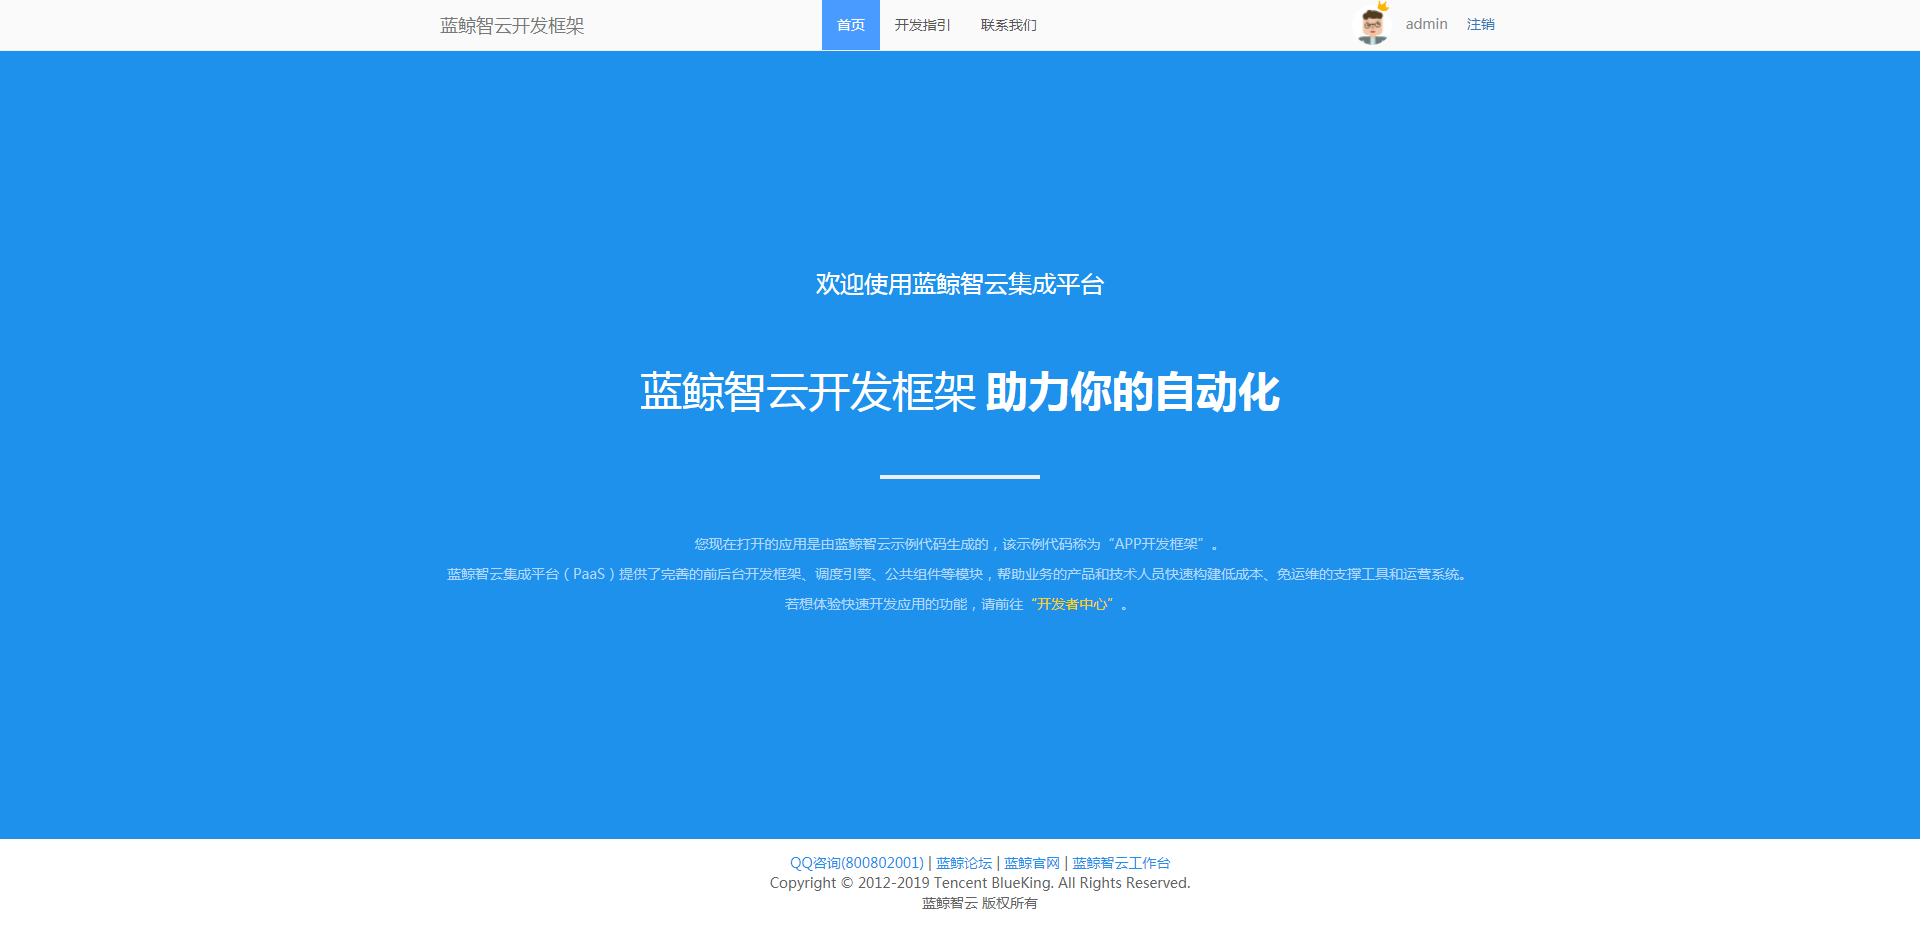 蓝鲸智云开发框架 首页 开发指引 联系我们 admin 注销
欢迎使用蓝鲸智云集成平台
蓝鲸智云开发框架 助力你的自动化
您现在打开的应用是由蓝鲸智云示例代码生成的，该示例代码称为“APP开发框架”。
蓝鲸智云集成平台（PaaS）提供了完善的前后台开发框架、调度引擎、公共组件等模块，帮助业务的产品和技术人员快速构建低成本、免运维的支撑工具和运营系统。
若想体验快速开发应用的功能，请前往“开发者中心”。
QQ咨询(800802001) | 蓝鲸论坛 | 蓝鲸官网 | 蓝鲸智云工作台
Copyright © 2012-2019 Tencent BlueKing. All Rights Reserved.
蓝鲸智云 版权所有